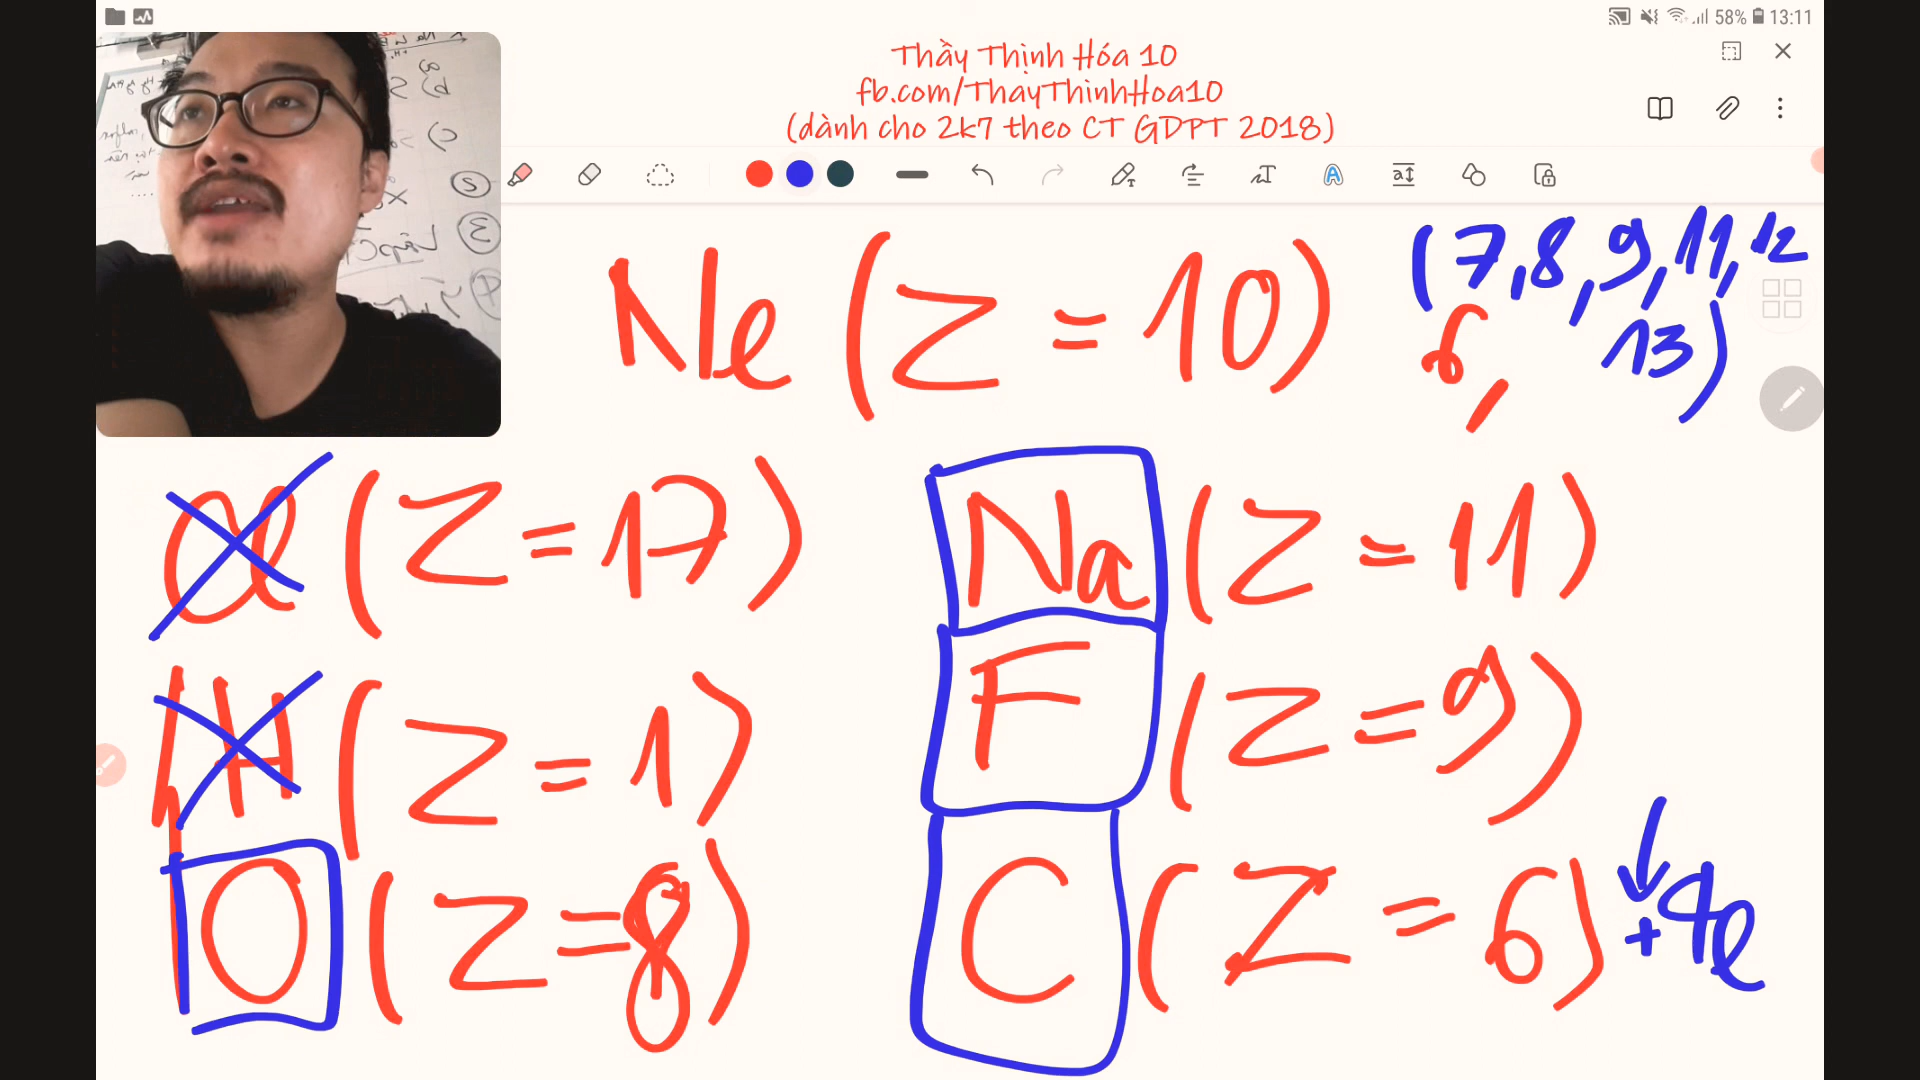 58% 13:11
Thầy Thịnh Hóa 10
fb.com/ThayThinhHoa10
(dành cho 2k7 theo CT GDPT 2018)
Ne (Z = 10)
(7, 8, 9, 11, 12
6, 13)
Cl (Z = 17)
Na (Z = 11)
H (Z = 1)
F (Z = 9)
O (Z = 8)
C (Z = 6) + 4e